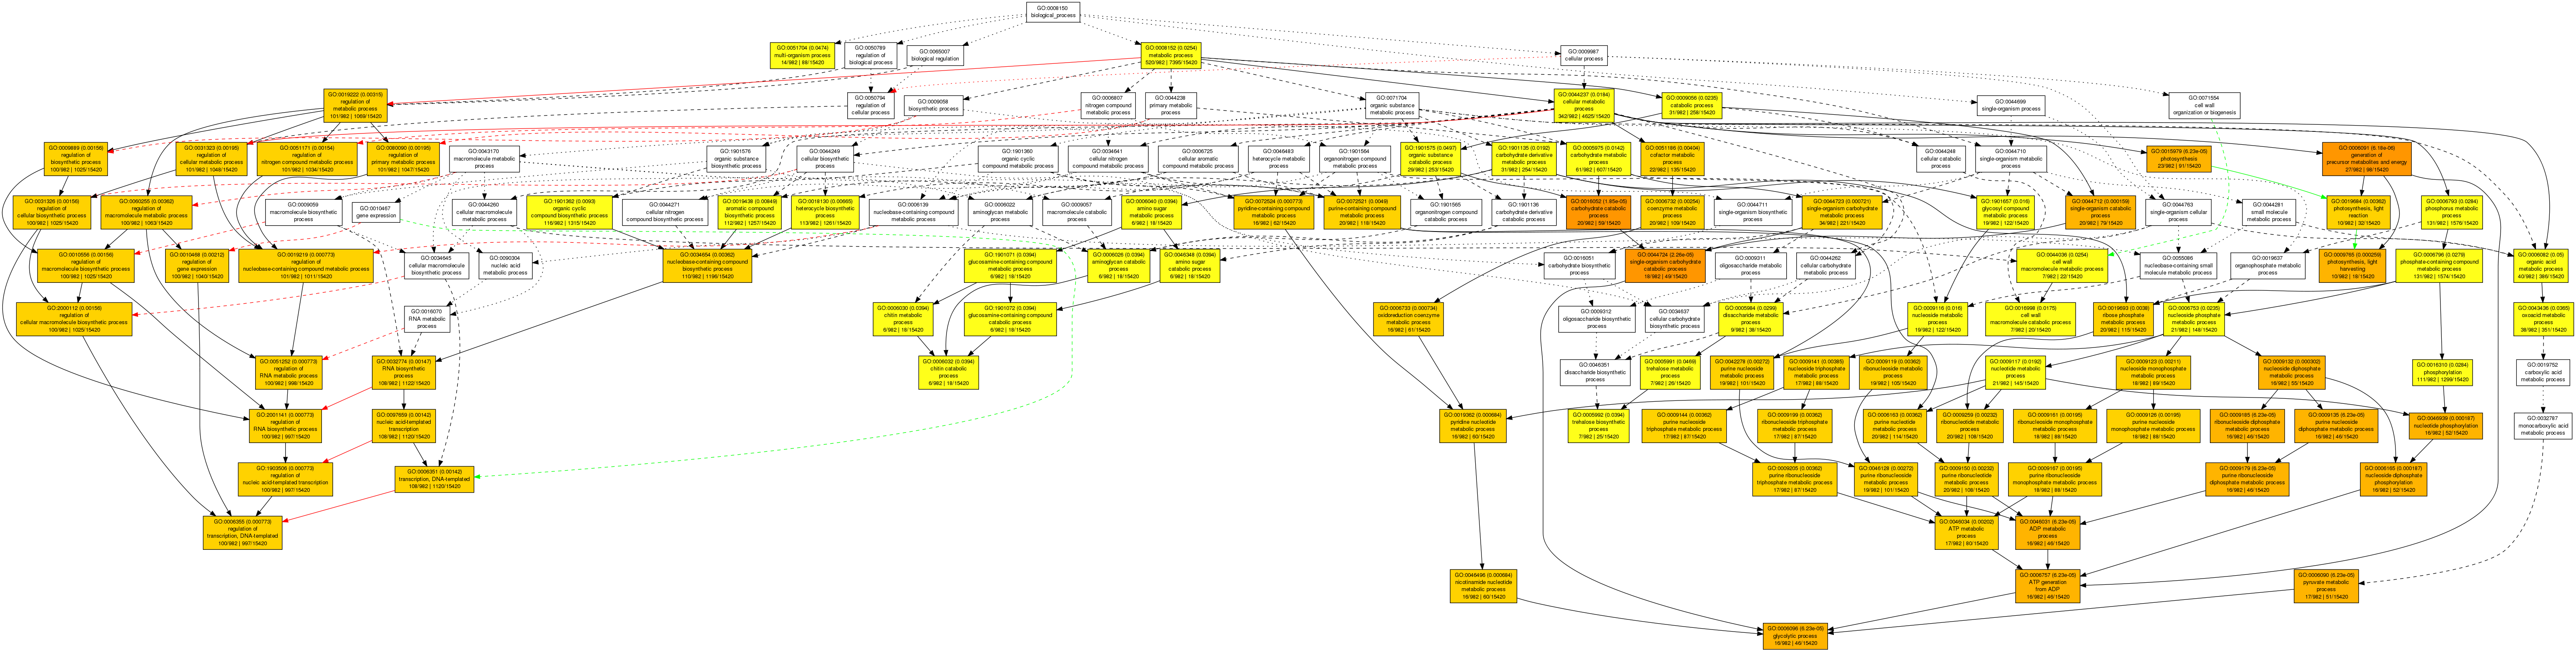 GO:0008150
biological_process
GO:0051704 (0.0474)
multi-organism process
14/982 | 89/15420
GO:0050789
regulation of
biological process
GO:0065007
biological regulation
GO:0008152 (0.0254)
metabolic process
520/982 | 7395/15420
GO:0009987
cellular process
GO:0019222 (0.00315)
regulation of
metabolic process
101/982 | 1069/15420
GO:0050794
regulation of
cellular process
GO:0009058
biosynthetic process
GO:0006807
nitrogen compound
metabolic process
GO:0044238
primary metabolic
process
GO:0071704
organic substance
metabolic process
GO:0044237 (0.0184)
cellular metabolic
process
342/982 | 4625/15420
GO:0009056 (0.0235)
catabolic process
31/982 | 258/15420
GO:0044699
single-organism process
GO:0071554
cell wall
organization or biogenesis
GO:0009889 (0.00156)
regulation of
biosynthetic process
100/982 | 1025/15420
GO:0031323 (0.00195)
regulation of
cellular metabolic process
101/982 | 1048/15420
GO:0051171 (0.00154)
regulation of
nitrogen compound metabolic process
101/982 | 1034/15420
GO:0080090 (0.00195)
regulation of
primary metabolic process
101/982 | 1047/15420
GO:0043170
macromolecule metabolic
process
GO:1901576
organic substance
biosynthetic process
GO:0044249
cellular biosynthetic
process
GO:1901360
organic cyclic
compound metabolic process
GO:0034641
cellular nitrogen
compound metabolic process
GO:0006725
cellular aromatic
compound metabolic process
GO:0046483
heterocycle metabolic
process
GO:1901564
organonitrogen compound
metabolic process
GO:1901575 (0.0497)
organic substance
catabolic process
29/982 | 253/15420
GO:1901135 (0.0192)
carbohydrate derivative
metabolic process
31/982 | 254/15420
GO:0005975 (0.0142)
carbohydrate metabolic
process
61/982 | 607/15420
GO:0051186 (0.00404)
cofactor metabolic
process
22/982 | 135/15420
GO:0044248
cellular catabolic
process
GO:0044710
single-organism metabolic
process
GO:0015979 (6.23e-05)
photosynthesis
23/982 | 91/15420
GO:0006091 (6.18e-06)
generation of
precursor metabolites and energy
27/982 | 98/15420
GO:0031326 (0.00156)
regulation of
cellular biosynthetic process
100/982 | 1025/15420
GO:0060255 (0.00362)
regulation of
macromolecule metabolic process
100/982 | 1063/15420
GO:0009059
macromolecule biosynthetic
process
GO:0010467
gene expression
GO:0044260
cellular macromolecule
metabolic process
GO:1901362 (0.0093)
organic cyclic
compound biosynthetic process
116/982 | 1315/15420
GO:0044271
cellular nitrogen
compound biosynthetic process
GO:0019438 (0.00849)
aromatic compound
biosynthetic process
112/982 | 1257/15420
GO:0018130 (0.00665)
heterocycle biosynthetic
process
113/982 | 1261/15420
GO:0006139
nucleobase-containing compound
metabolic process
GO:0006022
aminoglycan metabolic
process
GO:0009057
macromolecule catabolic
process
GO:0006040 (0.0394)
amino sugar
metabolic process
6/982 | 18/15420
GO:0072524 (0.000773)
pyridine-containing compound
metabolic process
16/982 | 62/15420
GO:0072521 (0.0049)
purine-containing compound
metabolic process
20/982 | 118/15420
GO:1901565
organonitrogen compound
catabolic process
GO:1901136
carbohydrate derivative
catabolic process
GO:0016052 (1.85e-05)
carbohydrate catabolic
process
20/982 | 59/15420
GO:0006732 (0.00254)
coenzyme metabolic
process
20/982 | 109/15420
GO:0044711
single-organism biosynthetic
process
GO:0044723 (0.000721)
single-organism carbohydrate
metabolic process
34/982 | 221/15420
GO:1901657 (0.016)
glycosyl compound
metabolic process
19/982 | 122/15420
GO:0044712 (0.000159)
single-organism catabolic
process
20/982 | 79/15420
GO:0044763
single-organism cellular
process
GO:0044281
small molecule
metabolic process
GO:0019684 (0.00362)
photosynthesis, light
reaction
10/982 | 32/15420
GO:0006793 (0.0284)
phosphorus metabolic
process
131/982 | 1576/15420
GO:0010556 (0.00156)
regulation of
macromolecule biosynthetic process
100/982 | 1025/15420
GO:0010468 (0.00212)
regulation of
gene expression
100/982 | 1040/15420
GO:0019219 (0.000773)
regulation of
nucleobase-containing compound metabolic process
101/982 | 1011/15420
GO:0034645
cellular macromolecule
biosynthetic process
GO:0090304
nucleic acid
metabolic process
GO:0034654 (0.00362)
nucleobase-containing compound
biosynthetic process
110/982 | 1196/15420
GO:1901071 (0.0394)
glucosamine-containing compound
metabolic process
6/982 | 18/15420
GO:0006026 (0.0394)
aminoglycan catabolic
process
6/982 | 18/15420
GO:0046348 (0.0394)
amino sugar
catabolic process
6/982 | 18/15420
GO:0016051
carbohydrate biosynthetic
process
GO:0044724 (2.26e-05)
single-organism carbohydrate
catabolic process
16/982 | 49/15420
GO:0009311
oligosaccharide metabolic
process
GO:0044262
cellular carbohydrate
metabolic process
GO:0044036 (0.0254)
cell wall
macromolecule metabolic process
7/982 | 22/15420
GO:0055086
nucleobase-containing small
molecule metabolic process
GO:0019637
organophosphate metabolic
process
GO:0009765 (0.000259)
photosynthesis, light
harvesting
10/982 | 18/15420
GO:0006796 (0.0279)
phosphate-containing compound
metabolic process
131/982 | 1574/15420
GO:0006082 (0.05)
organic acid
metabolic process
40/982 | 386/15420
GO:2000112 (0.00156)
regulation of
cellular macromolecule biosynthetic process
100/982 | 1025/15420
GO:0016070
RNA metabolic
process
GO:0006030 (0.0394)
chitin metabolic
process
6/982 | 18/15420
GO:1901072 (0.0394)
glucosamine-containing compound
catabolic process
6/982 | 18/15420
GO:0006733 (0.000734)
oxidoreduction coenzyme
metabolic process
16/982 | 61/15420
GO:0009312
oligosaccharide biosynthetic
process
GO:0034637
cellular carbohydrate
biosynthetic process
GO:0005984 (0.0299)
disaccharide metabolic
process
9/982 | 38/15420
GO:0009116 (0.016)
nucleoside metabolic
process
19/982 | 122/15420
GO:0016998 (0.0175)
cell wall
macromolecule catabolic process
7/982 | 20/15420
GO:0019693 (0.0038)
ribose phosphate
metabolic process
20/982 | 115/15420
GO:0006753 (0.0235)
nucleoside phosphate
metabolic process
21/982 | 148/15420
GO:0043436 (0.0365)
oxoacid metabolic
process
38/982 | 351/15420
GO:0051252 (0.000773)
regulation of
RNA metabolic process
100/982 | 998/15420
GO:0032774 (0.00147)
RNA biosynthetic
process
108/982 | 1122/15420
GO:0006032 (0.0394)
chitin catabolic
process
6/982 | 18/15420
GO:0046351
disaccharide biosynthetic
process
GO:0005991 (0.0469)
trehalose metabolic
process
7/982 | 26/15420
GO:0042278 (0.00272)
purine nucleoside
metabolic process
19/982 | 101/15420
GO:0009141 (0.00385)
nucleoside triphosphate
metabolic process
17/982 | 88/15420
GO:0009119 (0.00362)
ribonucleoside metabolic
process
19/982 | 105/15420
GO:0009117 (0.0192)
nucleotide metabolic
process
21/982 | 145/15420
GO:0009123 (0.00211)
nucleoside monophosphate
metabolic process
18/982 | 89/15420
GO:0009132 (0.000302)
nucleoside diphosphate
metabolic process
16/982 | 55/15420
GO:0016310 (0.0284)
phosphorylation
111/982 | 1299/15420
GO:0019752
carboxylic acid
metabolic process
GO:2001141 (0.000773)
regulation of
RNA biosynthetic process
100/982 | 997/15420
GO:0097659 (0.00142)
nucleic acid-templated
transcription
108/982 | 1120/15420
GO:0019362 (0.000684)
pyridine nucleotide
metabolic process
16/982 | 60/15420
GO:0005992 (0.0394)
trehalose biosynthetic
process
7/982 | 25/15420
GO:0009144 (0.00362)
purine nucleoside
triphosphate metabolic process
17/982 | 87/15420
GO:0009199 (0.00362)
ribonucleoside triphosphate
metabolic process
17/982 | 87/15420
GO:0006163 (0.00362)
purine nucleotide
metabolic process
20/982 | 114/15420
GO:0009259 (0.00232)
ribonucleotide metabolic
process
20/982 | 108/15420
GO:0009161 (0.00195)
ribonucleoside monophosphate
metabolic process
18/982 | 88/15420
GO:0009126 (0.00195)
purine nucleoside
monophosphate metabolic process
18/982 | 88/15420
GO:0009185 (6.23e-05)
ribonucleoside diphosphate
metabolic process
16/982 | 46/15420
GO:0009135 (6.23e-05)
purine nucleoside
diphosphate metabolic process
16/982 | 46/15420
GO:0046939 (0.000187)
nucleotide phosphorylation
16/982 | 52/15420
GO:0032787
monocarboxylic acid
metabolic process
GO:1903506 (0.000773)
regulation of
nucleic acid-templated transcription
100/982 | 997/15420
GO:0006351 (0.00142)
transcription, DNA-templated
108/982 | 1120/15420
GO:0009205 (0.00362)
purine ribonucleoside
triphosphate metabolic process
17/982 | 87/15420
GO:0046128 (0.00272)
purine ribonucleoside
metabolic process
19/982 | 101/15420
GO:0009150 (0.00232)
purine ribonucleotide
metabolic process
20/982 | 108/15420
GO:0009167 (0.00195)
purine ribonucleoside
monophosphate metabolic process
18/982 | 88/15420
GO:0009179 (6.23e-05)
purine ribonucleoside
diphosphate metabolic process
16/982 | 46/15420
GO:0006165 (0.000187)
nucleoside diphosphate
phosphorylation
16/982 | 52/15420
GO:0006355 (0.000773)
regulation of
transcription, DNA-templated
100/982 | 997/15420
GO:0046034 (0.00202)
ATP metabolic
process
17/982 | 80/15420
GO:0046031 (6.23e-05)
ADP metabolic
process
16/982 | 46/15420
GO:0046496 (0.000684)
nicotinamide nucleotide
metabolic process
16/982 | 60/15420
GO:0006757 (6.23e-05)
ATP generation
from ADP
16/982 | 46/15420
GO:0006090 (6.23e-05)
pyruvate metabolic
process
17/982 | 51/15420
GO:0006096 (6.23e-05)
glycolytic process
16/982 | 46/15420